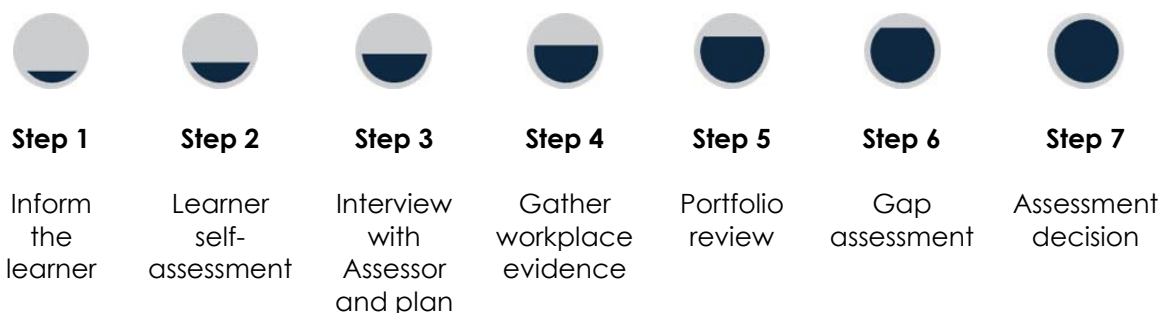 Step 1
Inform
the
learner
Step 2
Learner
self-
assessment
Step 3
Interview
with
Assessor
and plan
Step 4
Gather
workplace
evidence
Step 5
Portfolio
review
Step 6
Gap
assessment
Step 7
Assessment
decision